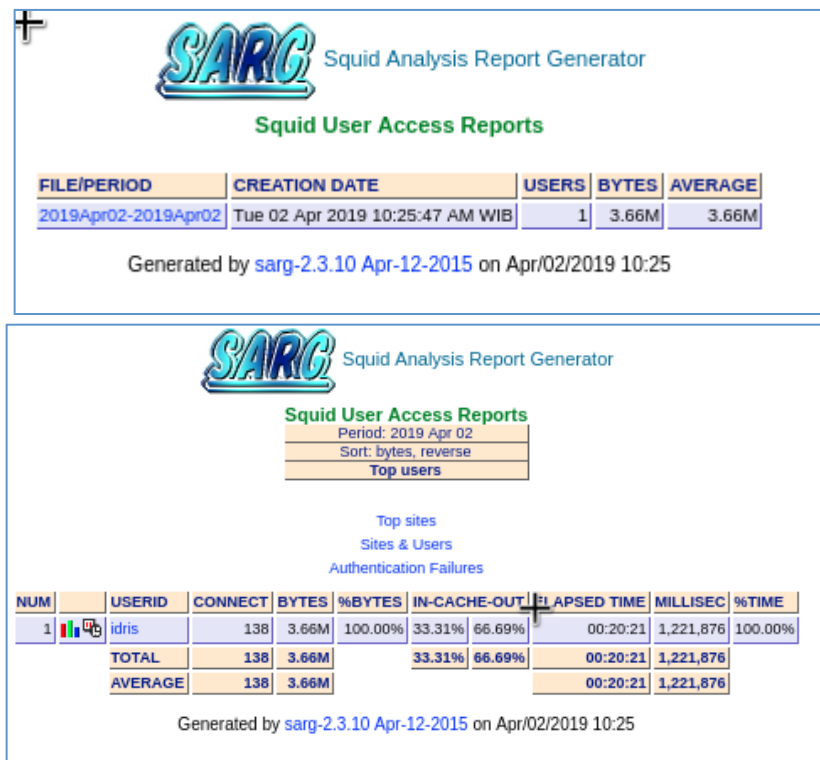 SARG Squid Analysis Report Generator
Squid User Access Reports
FILE/PERIOD CREATION DATE USERS BYTES AVERAGE
2019Apr02-2019Apr02 Tue 02 Apr 2019 10:25:47 AM WIB 1 3.66M 3.66M
Generated by sarg-2.3.10 Apr-12-2015 on Apr/02/2019 10:25
SARG Squid Analysis Report Generator
Squid User Access Reports
Period: 2019 Apr 02
Sort: bytes, reverse
Top users
Top sites
Sites & Users
Authentication Failures
NUM USERID CONNECT BYTES %BYTES IN-CACHE-OUT ELAPSED TIME MILLISEC %TIME
1 idris 138 3.66M 100.00% 33.31% 66.69% 00:20:21 1,221,876 100.00%
TOTAL 138 3.66M 33.31% 66.69% 00:20:21 1,221,876
AVERAGE 138 3.66M 00:20:21 1,221,876
Generated by sarg-2.3.10 Apr-12-2015 on Apr/02/2019 10:25